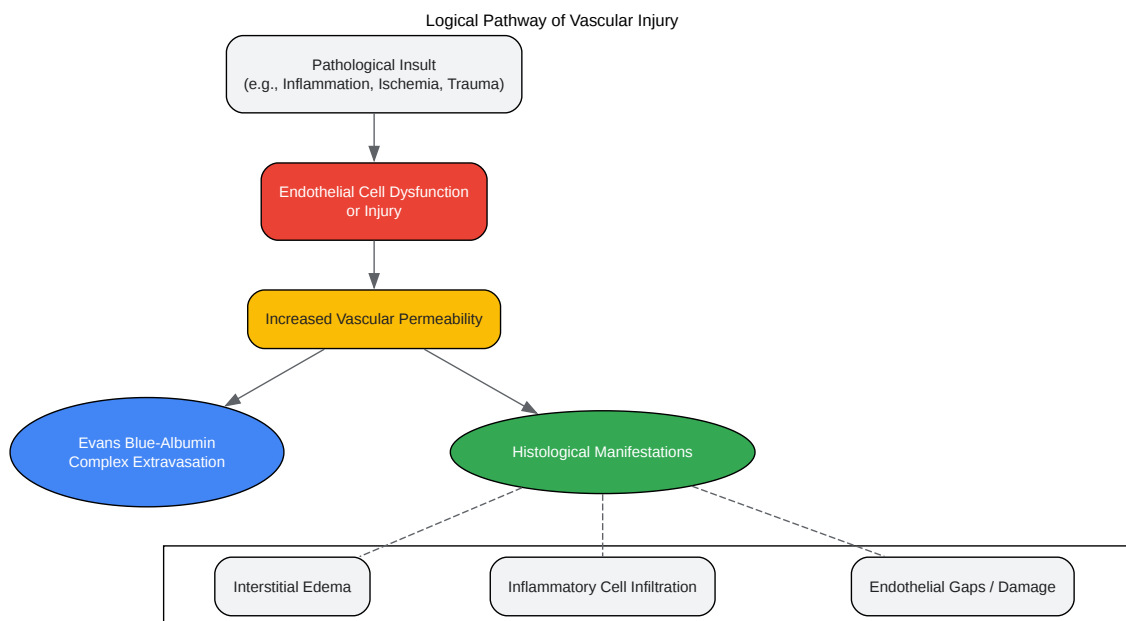 Logical Pathway of Vascular Injury
Pathological Insult
(e.g., Inflammation, Ischemia, Trauma)
Endothelial Cell Dysfunction
or Injury
Increased Vascular Permeability
Evans Blue-Albumin
Complex Extravasation
Histological Manifestations
Interstitial Edema
Inflammatory Cell Infiltration
Endothelial Gaps / Damage